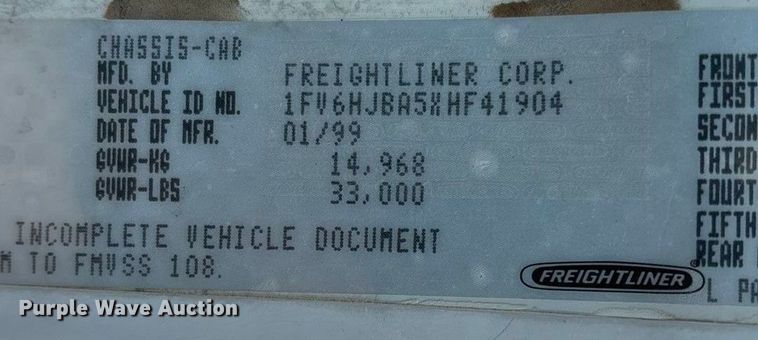 CHASSIS-CAB
MFD. BY FREIGHTLINER CORP.
VEHICLE ID NO. 1FV6HJBA5XHF41904
DATE OF MFR. 01/99
GVWR-KG 14,968
GVWR-LBS 33,000
INCOMPLETE VEHICLE DOCUMENT
M TO FMVSS 108.
FRONT
FIRST
SECON
THIRD
FOURT
FIFTH
REAR
FREIGHTLINER
L PA
Purple Wave Auction